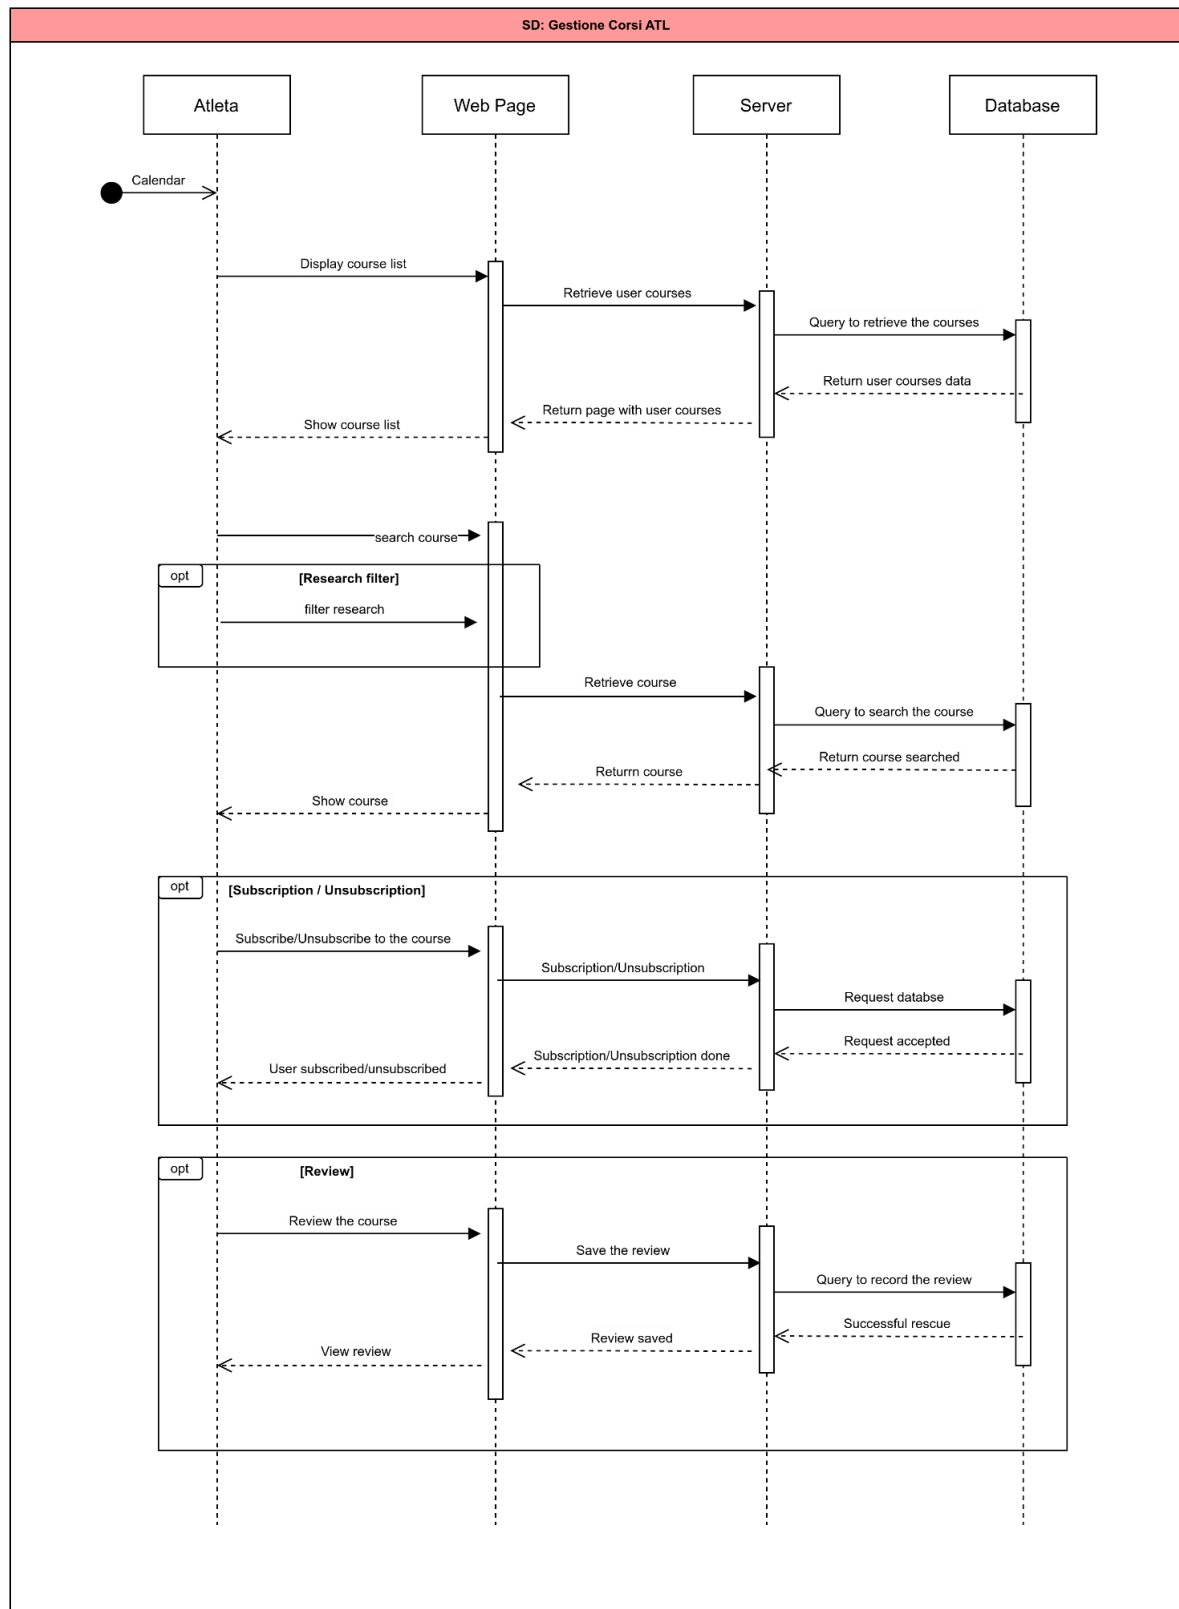 SD: Gestione Corsi ATL
Atleta
Web Page
Server
Database
Calendar
Display course list
Retrieve user courses
Query to retrieve the courses
Return user courses data
Return page with user courses
Show course list
search course
opt
[Research filter]
filter research
Retrieve course
Query to search the course
Return course searched
Returrn course
Show course
opt
[Subscription / Unsubscription]
Subscribe/Unsubscribe to the course
Subscription/Unsubscription
Request databse
Request accepted
Subscription/Unsubscription done
User subscribed/unsubscribed
opt
[Review]
Review the course
Save the review
Query to record the review
Successful rescue
Review saved
View review